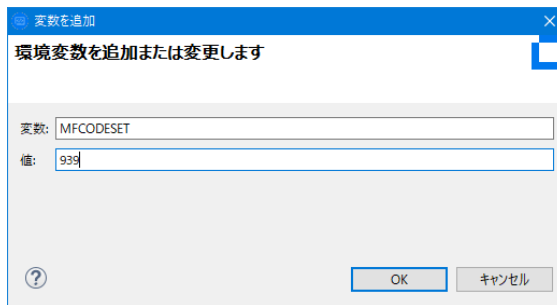 変数を追加
環境変数を追加または変更します
変数: MFCODESET
値: 939
?
OK キャンセル